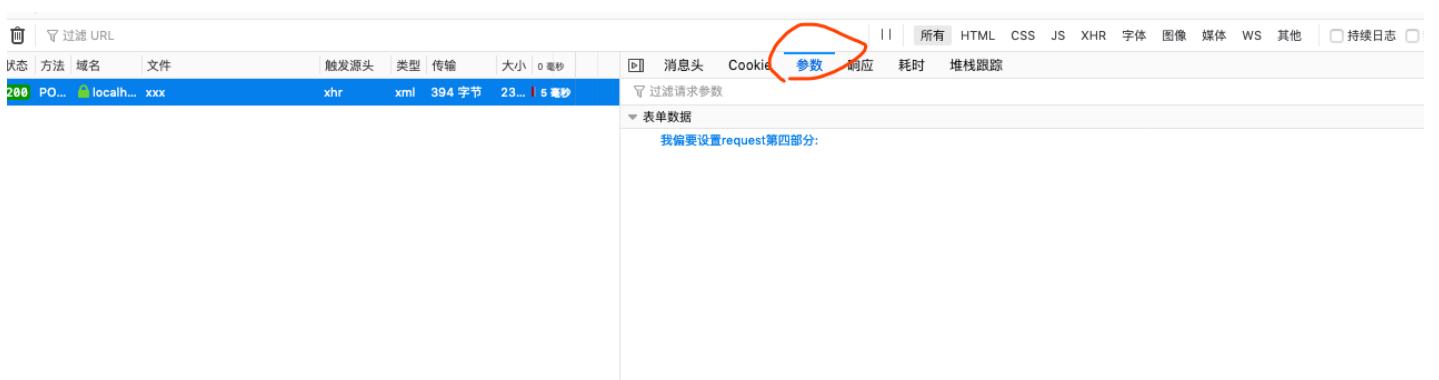 过滤 URL
所有 HTML CSS JS XHR 字体 图像 媒体 WS 其他 持续日志
状态 方法 域名 文件 触发源头 类型 传输 大小 0 毫秒
消息头 Cookie 参数 响应 耗时 堆栈跟踪
200 PO... localh... xxx xhr xml 394 字节 23... 5 毫秒
过滤请求参数
表单数据
我偏要设置request第四部分: